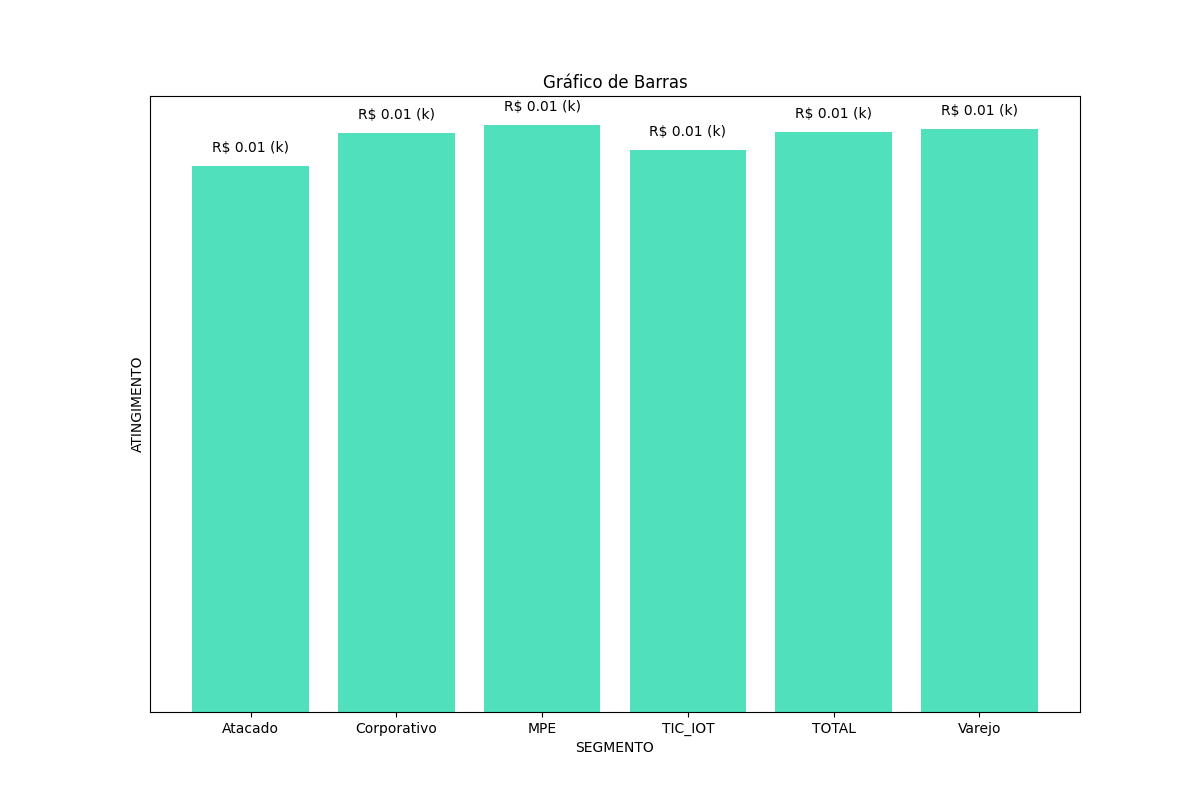 Gráfico de Barras
R$ 0.01 (k)
R$ 0.01 (k)
R$ 0.01 (k)
R$ 0.01 (k)
R$ 0.01 (k)
R$ 0.01 (k)
ATINGIMENTO
Atacado
Corporativo
MPE
TIC_IOT
TOTAL
Varejo
SEGMENTO